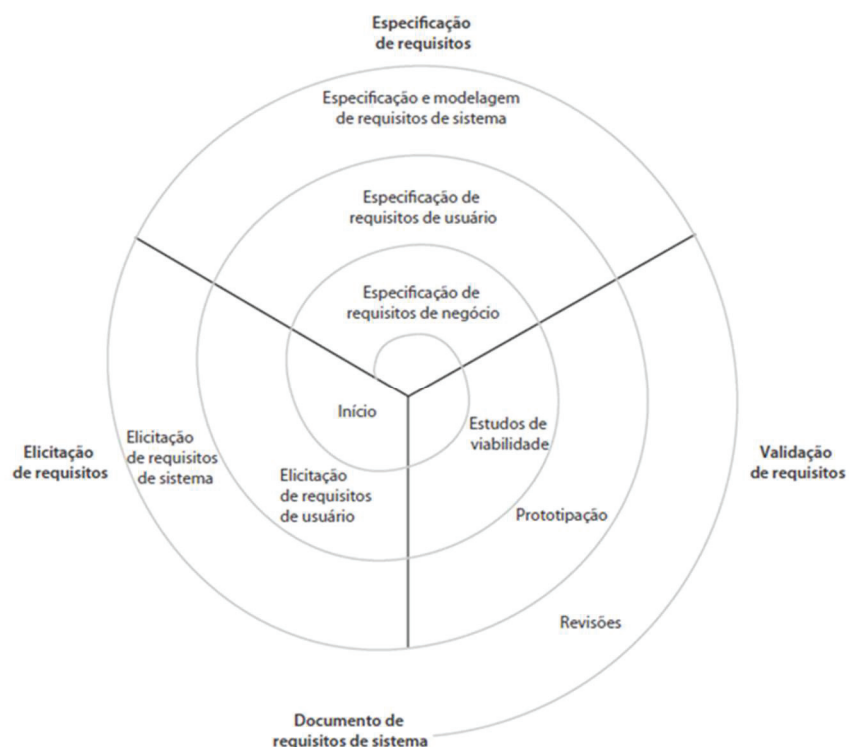 Especificação
de requisitos
Especificação e modelagem
de requisitos de sistema
Especificação de
requisitos de usuário
Especificação de
requisitos de negócio
Início
Estudos de
viabilidade
Elicitação
de requisitos
Elicitação
de requisitos
de sistema
Elicitação
de requisitos
de usuário
Validação
de requisitos
Prototipação
Revisões
Documento de
requisitos de sistema